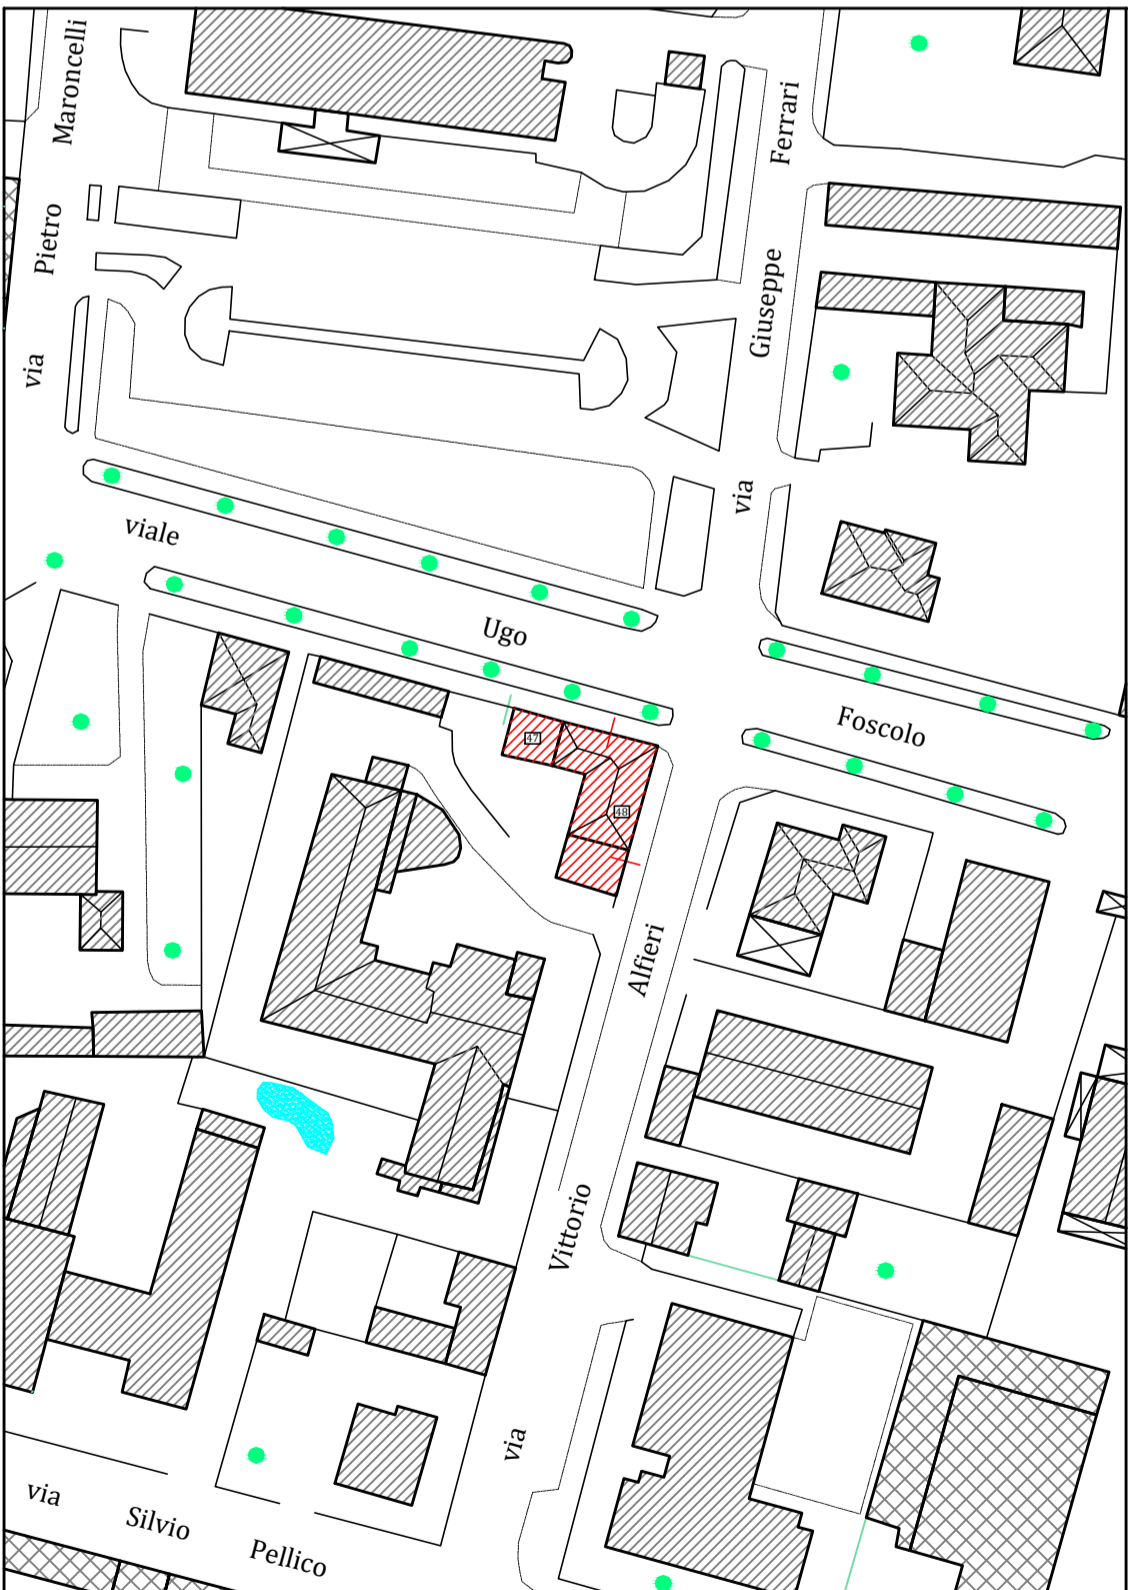 via Pietro Maroncelli
via Giuseppe Ferrari
viale Ugo Foscolo
47
48
via Vittorio Alfieri
via Silvio Pellico